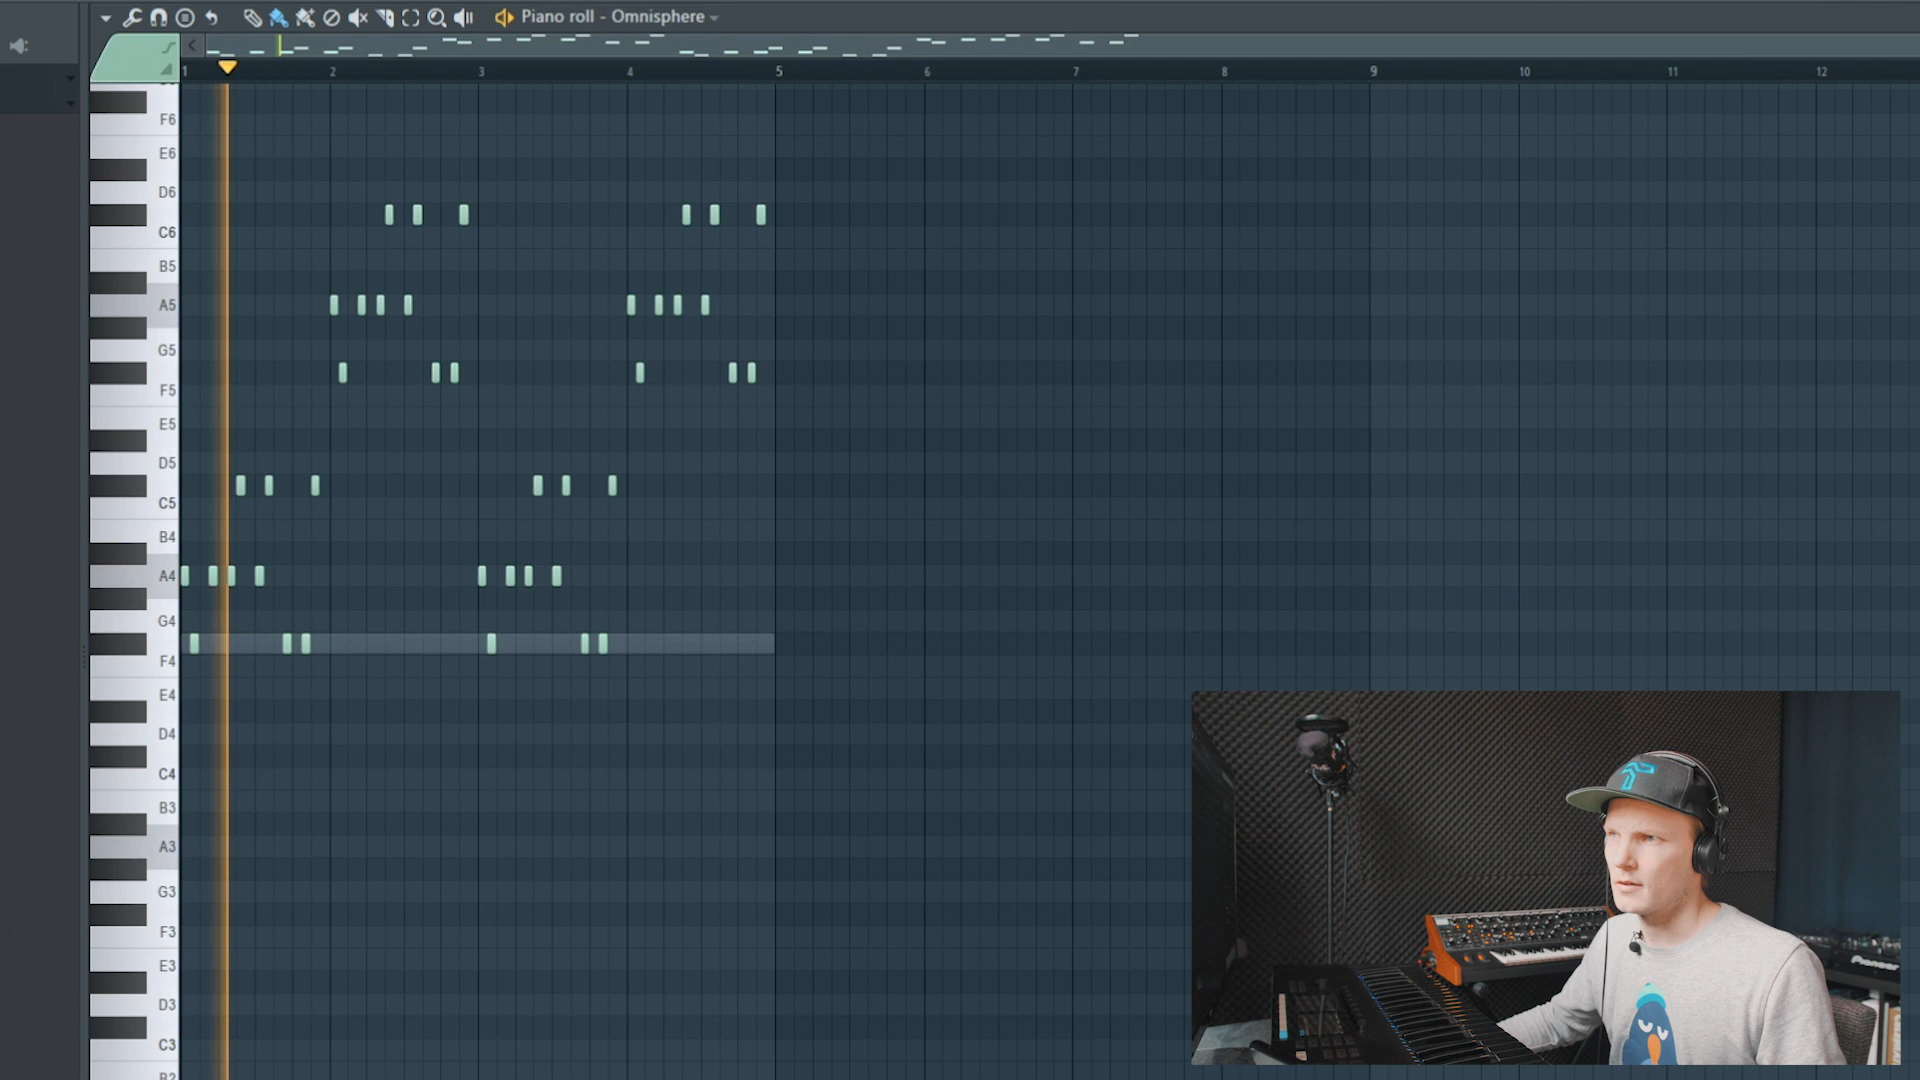 Piano roll - Omnisphere
1 2 3 4 5 6 7 8 9 10 11 12
F6
E6
D6
C6
B5
A5
G5
F5
E5
D5
C5
B4
A4
G4
F4
E4
D4
C4
B3
A3
G3
F3
E3
D3
C3
B2
Pioneer